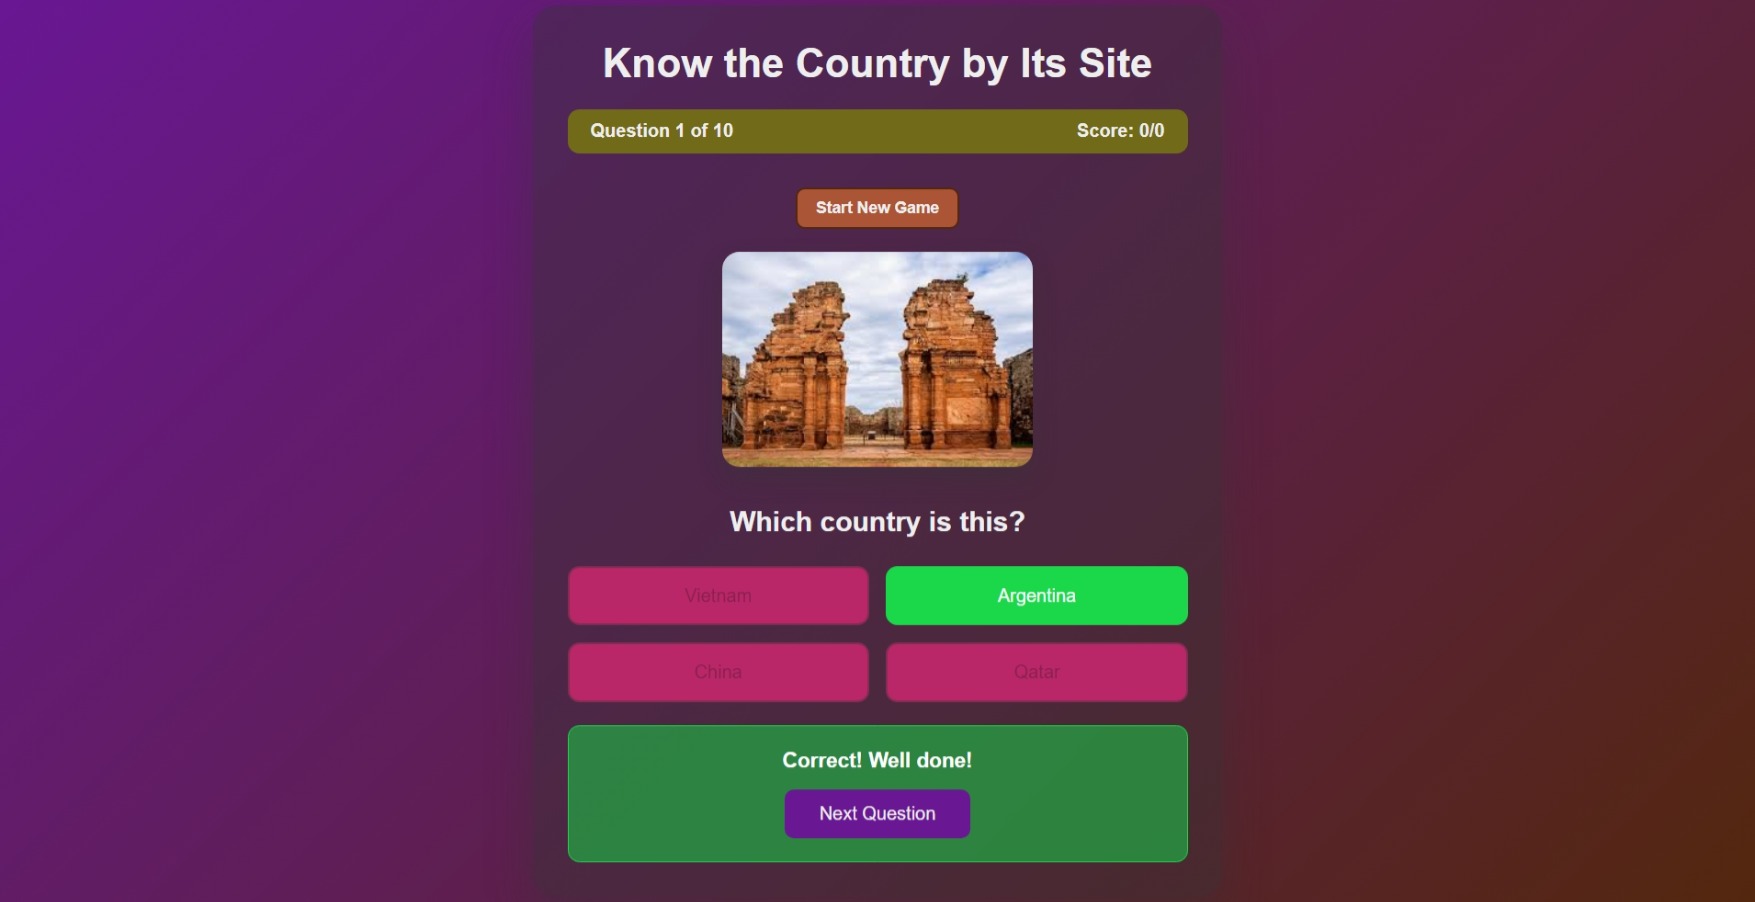 Know the Country by Its Site
Question 1 of 10
Score: 0/0
Start New Game
Which country is this?
Vietnam
Argentina
China
Qatar
Correct! Well done!
Next Question